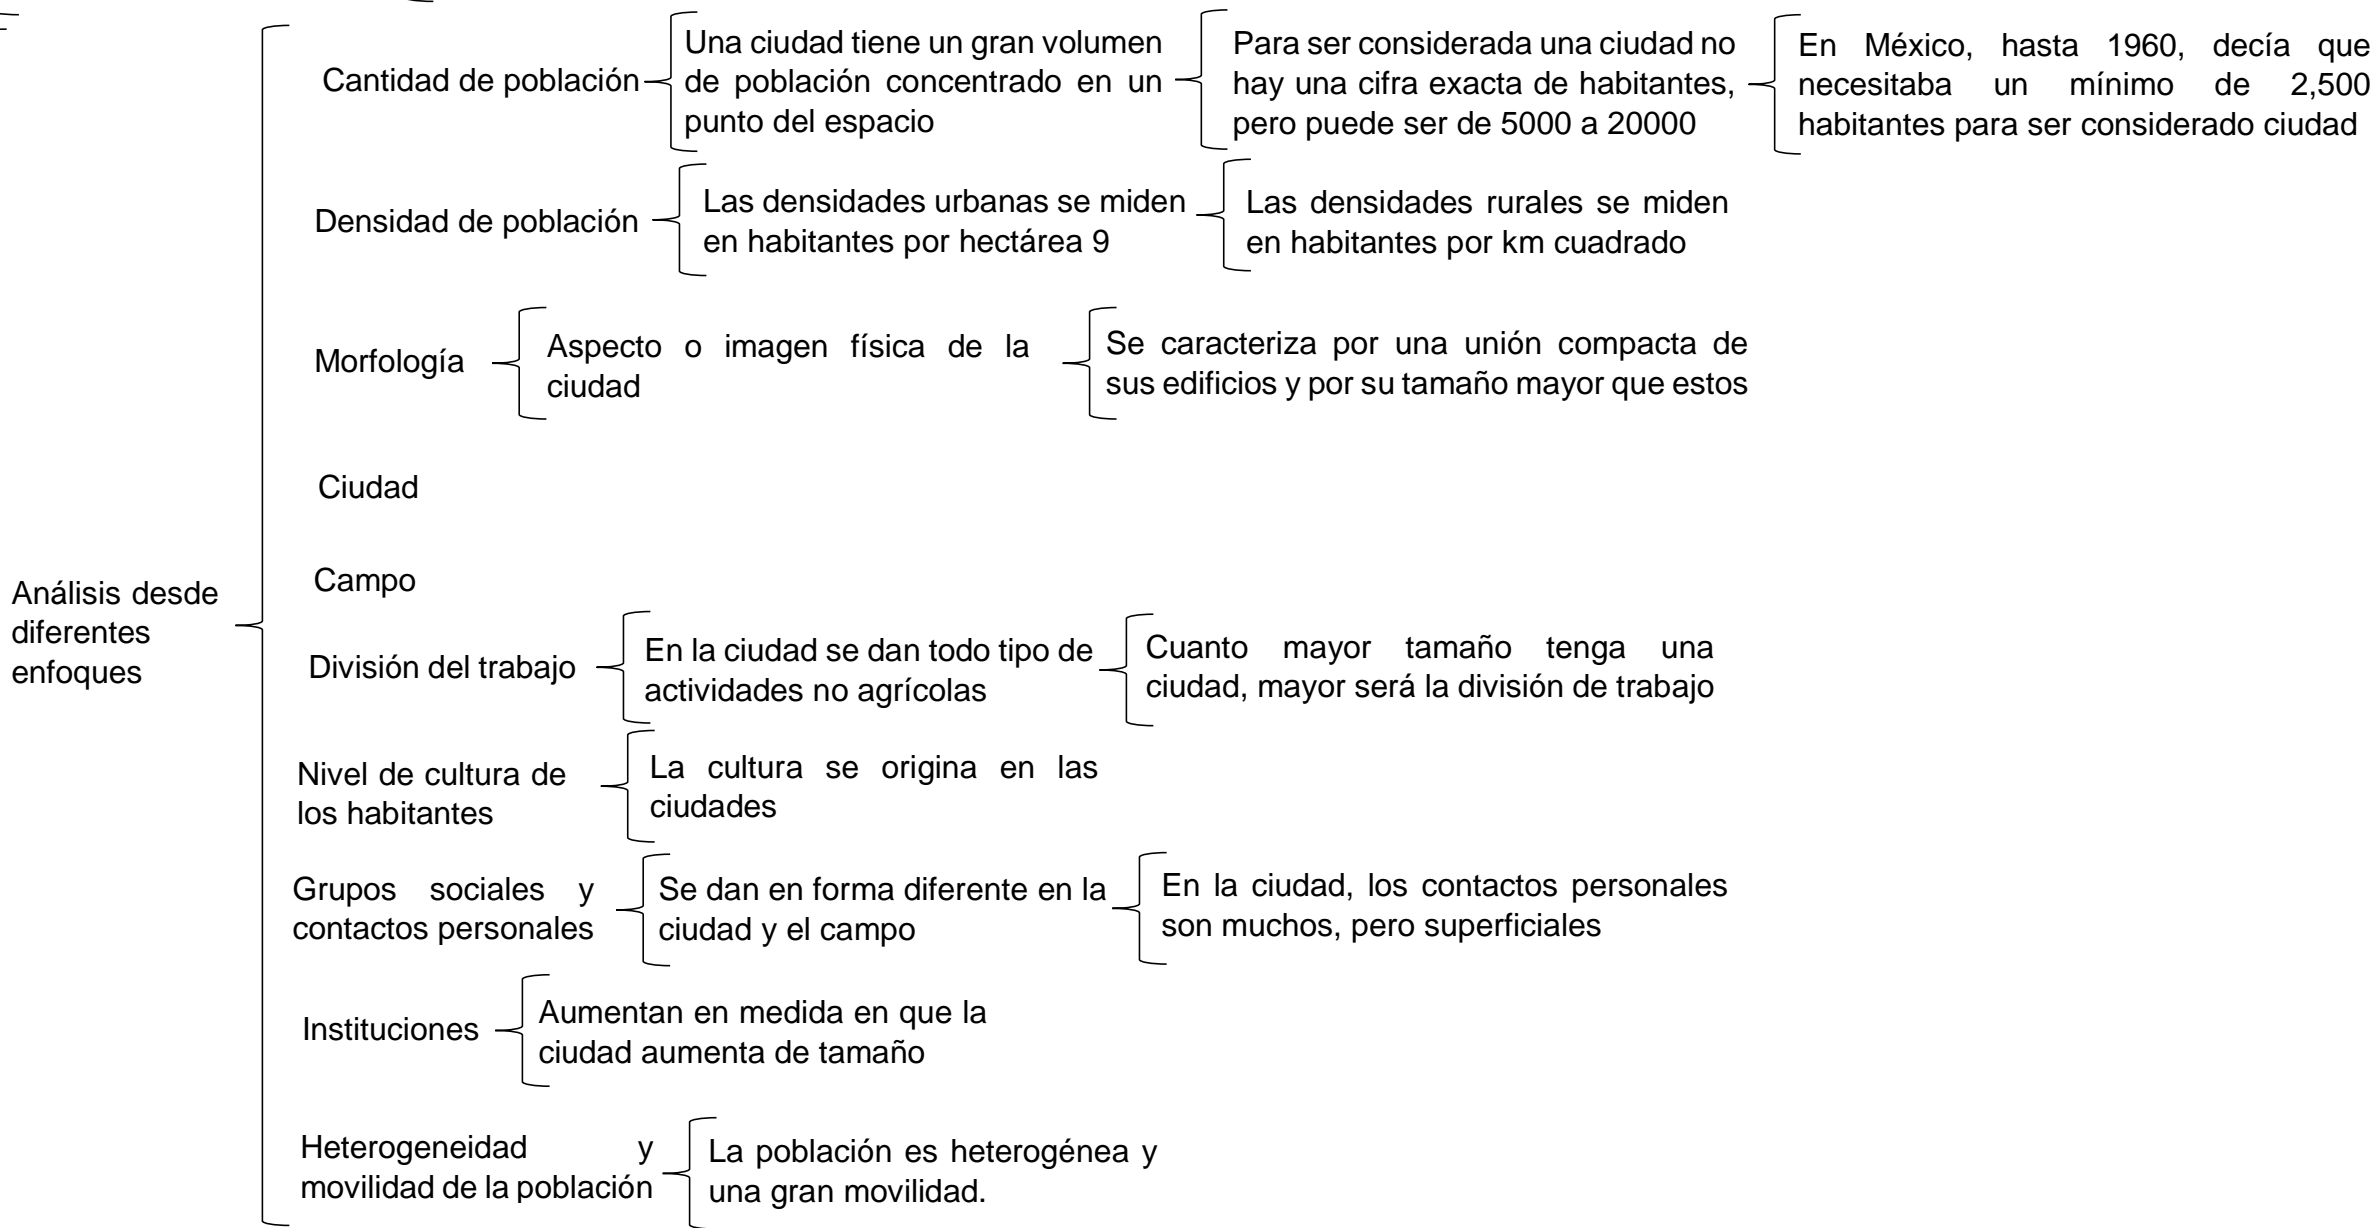 Análisis desde
diferentes
enfoques
Cantidad de población
Una ciudad tiene un gran volumen
de población concentrado en un
punto del espacio
Para ser considerada una ciudad no
hay una cifra exacta de habitantes,
pero puede ser de 5000 a 20000
En México, hasta 1960, decía que
necesitaba un mínimo de 2,500
habitantes para ser considerado ciudad
Densidad de población
Las densidades urbanas se miden
en habitantes por hectárea 9
Las densidades rurales se miden
en habitantes por km cuadrado
Morfología
Aspecto o imagen física de la
ciudad
Se caracteriza por una unión compacta de
sus edificios y por su tamaño mayor que estos
Ciudad
Campo
División del trabajo
En la ciudad se dan todo tipo de
actividades no agrícolas
Cuanto mayor tamaño tenga una
ciudad, mayor será la división de trabajo
Nivel de cultura de
los habitantes
La cultura se origina en las
ciudades
Grupos sociales y
contactos personales
Se dan en forma diferente en la
ciudad y el campo
En la ciudad, los contactos personales
son muchos, pero superficiales
Instituciones
Aumentan en medida en que la
ciudad aumenta de tamaño
Heterogeneidad y
movilidad de la población
La población es heterogénea y
una gran movilidad.